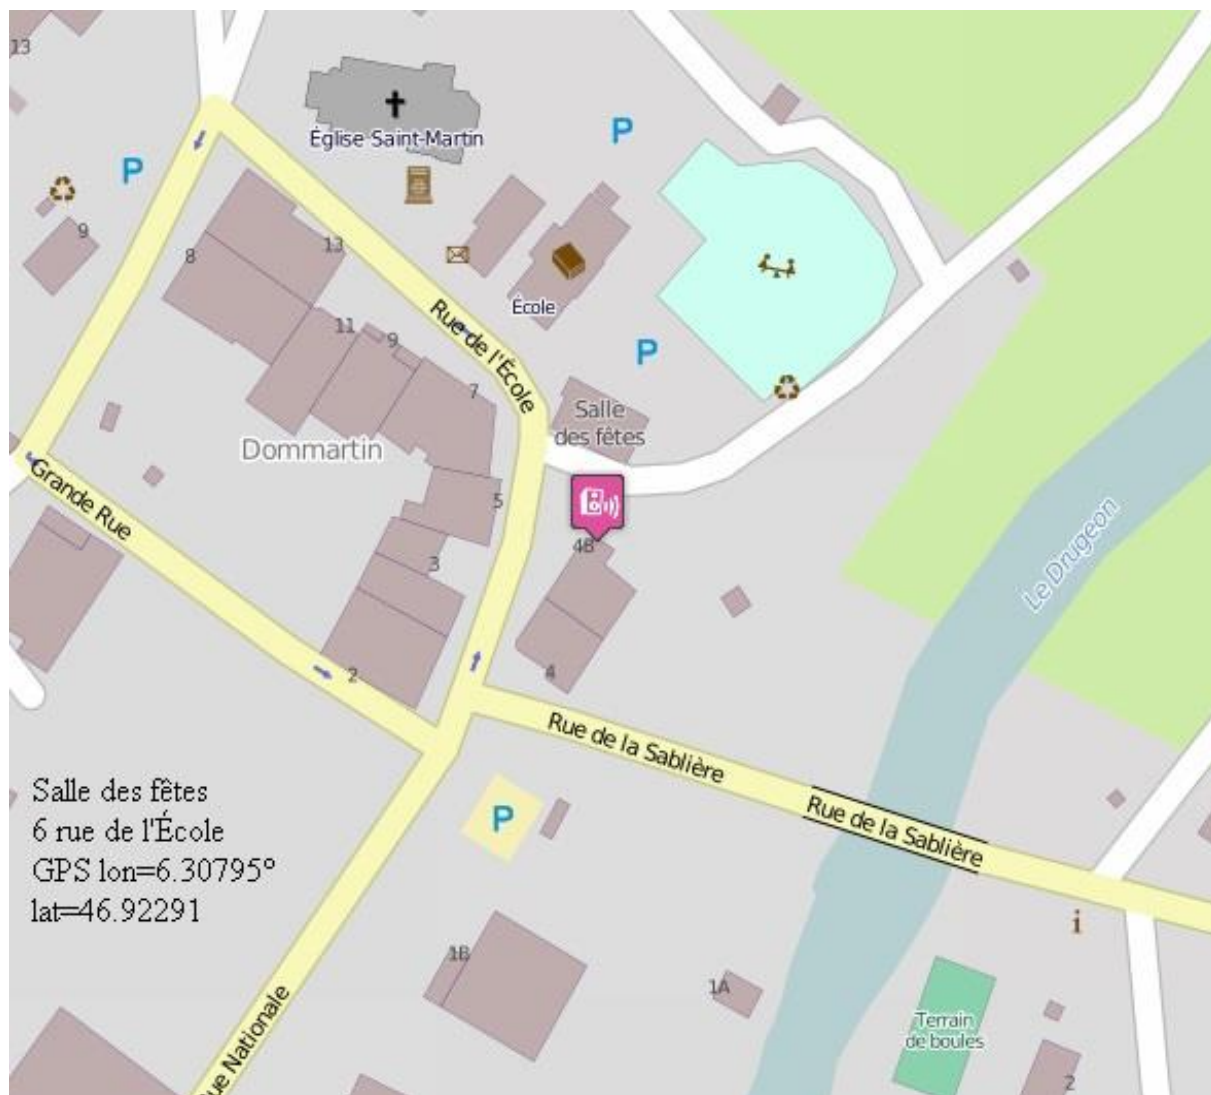 13
P
Église Saint-Martin
P
9
8
13
École
Rue de l'École
11
9
P
7
Salle
des fêtes
Dommartin
Grande Rue
5
4B
3
Le Drugeon
4
2
Rue de la Sablière
Salle des fêtes
6 rue de l'École
GPS lon=6.30795°
lat=46.92291
P
Rue de la Sablière
i
1B
1A
ue Nationale
Terrain
de boules
2